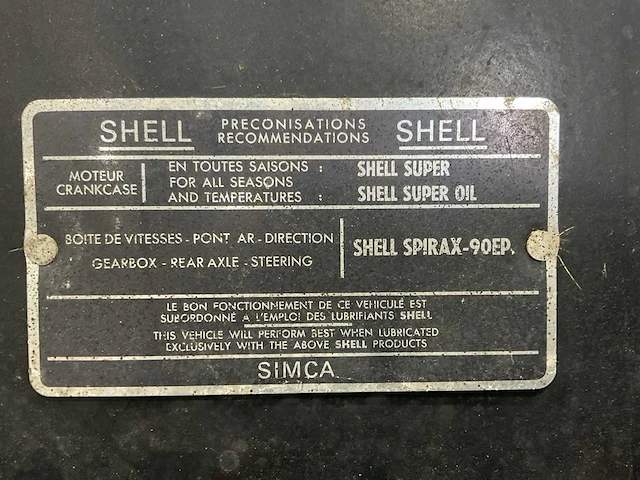 SHELL PRECONISATIONS SHELL
RECOMMENDATIONS
MOTEUR EN TOUTES SAISONS : SHELL SUPER
CRANKCASE FOR ALL SEASONS
AND TEMPERATURES : SHELL SUPER OIL
BOITE DE VITESSES - PONT AR - DIRECTION SHELL SPIRAX-90EP.
GEARBOX - REAR AXLE - STEERING
LE BON FONCTIONNEMENT DE CE VEHICULE EST
SUBORDONNE A L'EMPLOI DES LUBRIFIANTS SHELL
THIS VEHICLE WILL PERFORM BEST WHEN LUBRICATED
EXCLUSIVELY WITH THE ABOVE SHELL PRODUCTS
SIMCA